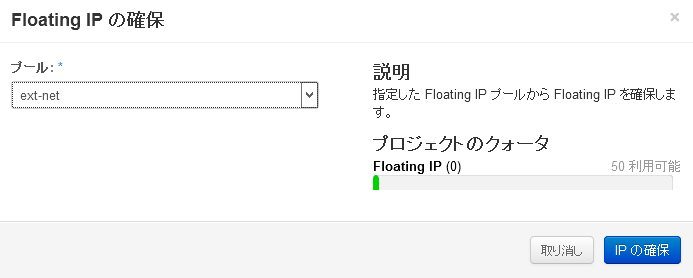 Floating IP の確保
×
プール: *
ext-net
説明
指定した Floating IP プールから Floating IP を確保しま
す。
プロジェクトのクォータ
Floating IP (0) 50 利用可能
取り消し IP の確保